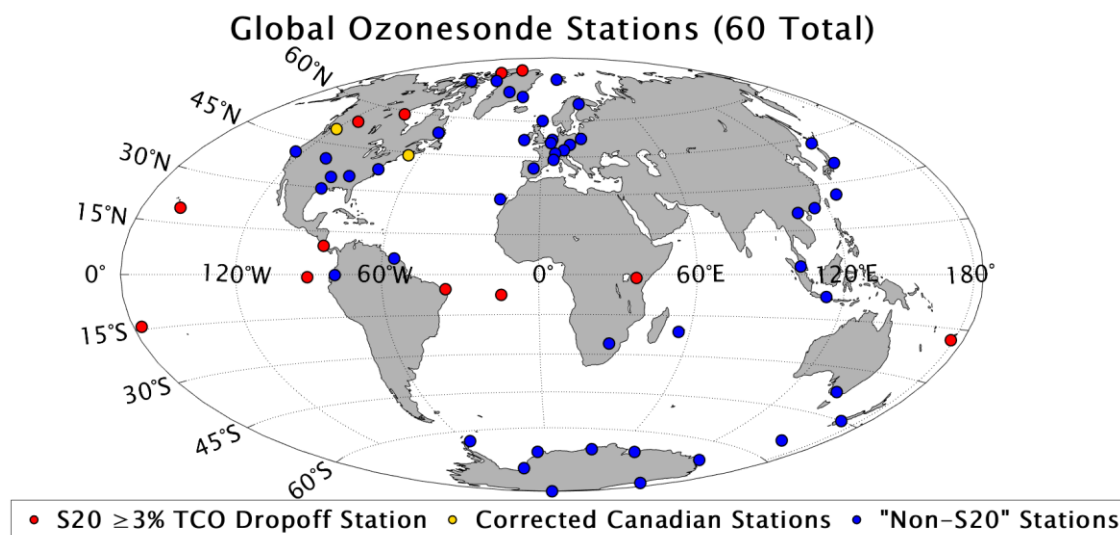 Global Ozonesonde Stations (60 Total)
60°N
45°N
30°N
15°N
0°
120°W
60°W
0°
60°E
120°E
180°
15°S
30°S
45°S
60°S
S20 ≥3% TCO Dropoff Station
Corrected Canadian Stations
"Non-S20" Stations